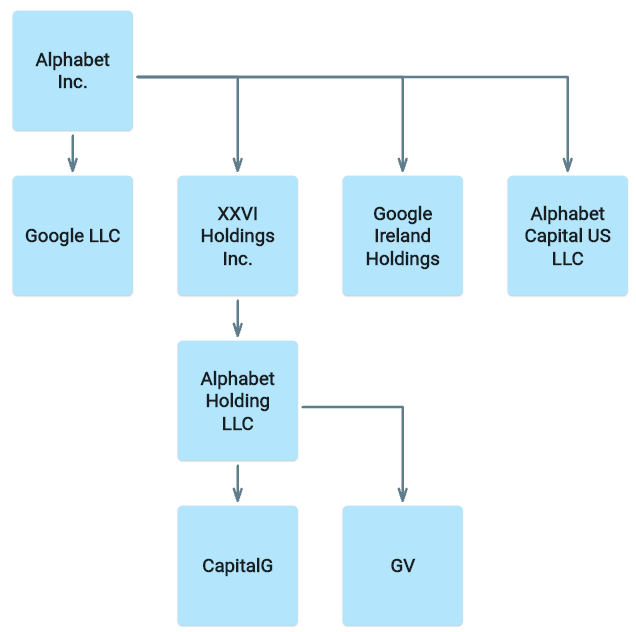 Alphabet
Inc.
Google LLC
XXVI
Holdings
Inc.
Google
Ireland
Holdings
Alphabet
Capital US
LLC
Alphabet
Holding
LLC
CapitalG
GV